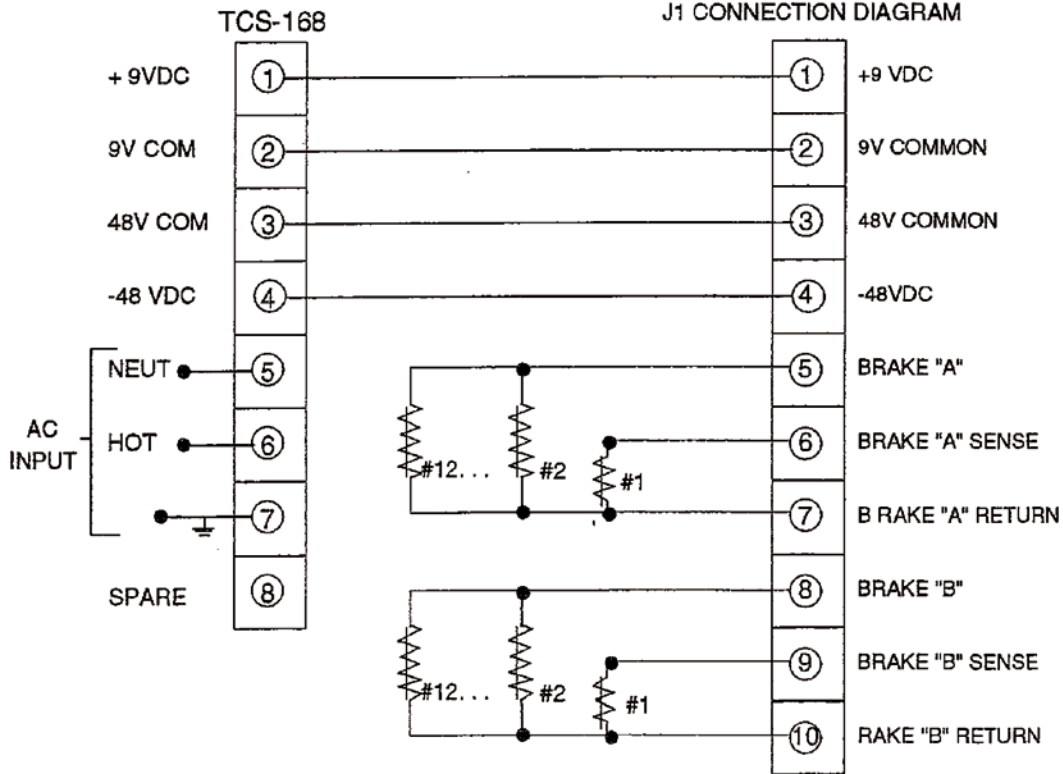 TCS-168
J1 CONNECTION DIAGRAM
+ 9VDC 1 1 +9 VDC
9V COM 2 2 9V COMMON
48V COM 3 3 48V COMMON
-48 VDC 4 4 -48VDC
NEUT 5 5 BRAKE "A"
AC INPUT
HOT 6 6 BRAKE "A" SENSE
#12... #2 #1
7 7 B RAKE "A" RETURN
SPARE 8 8 BRAKE "B"
9 BRAKE "B" SENSE
#12... #2 #1
10 RAKE "B" RETURN